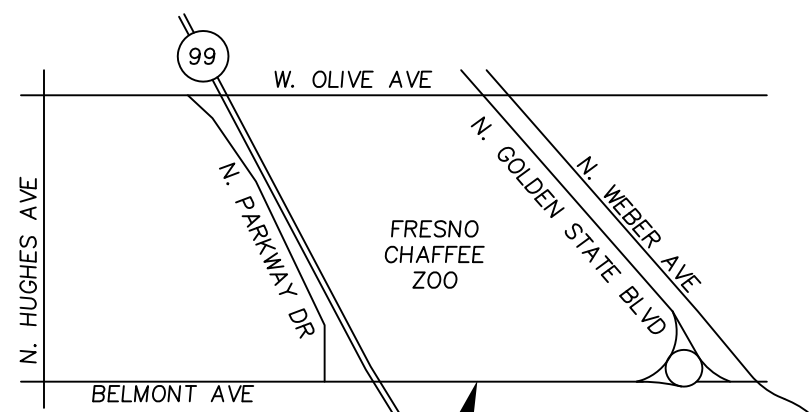 99
W. OLIVE AVE
N. HUGHES AVE
N. PARKWAY DR
FRESNO
CHAFFEE
ZOO
N. GOLDEN STATE BLVD
N. WEBER AVE
BELMONT AVE